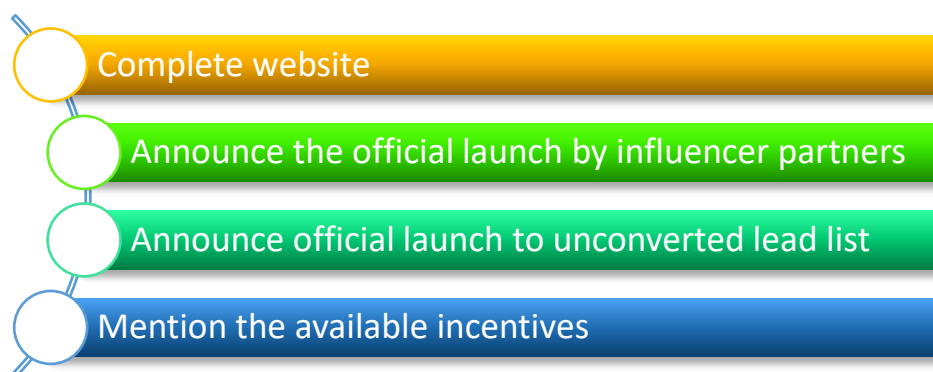 Complete website
Announce the official launch by influencer partners
Announce official launch to unconverted lead list
Mention the available incentives